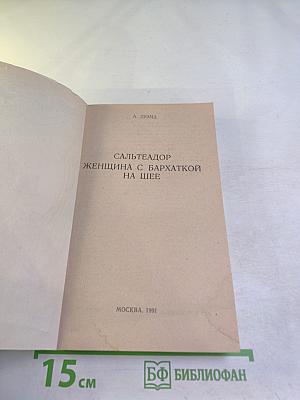 А. ДЮМА
САЛЬТЕАДОР
ЖЕНЩИНА С БАРХАТКОЙ
НА ШЕЕ
МОСКВА, 1991
15 см
БФ БИБЛИОФАН